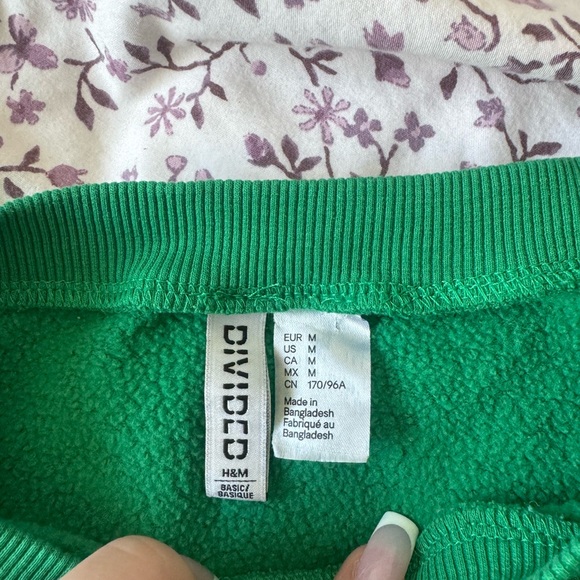 DIVIDED
H&M
BASIC/
BASIQUE
EUR M
US M
CA M
MX M
CN 170/96A
Made in
Bangladesh
Fabriqué au
Bangladesh